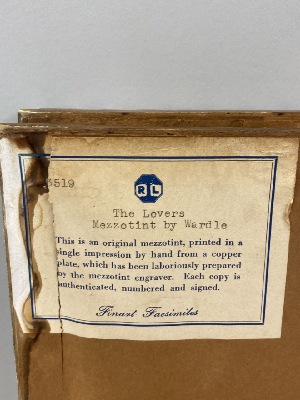 3519
RL
The Lovers
Mezzotint by Wardle
This is an original mezzotint, printed in a
single impression by hand from a copper
plate, which has been laboriously prepared
by the mezzotint engraver. Each copy is
authenticated, numbered and signed.
Finart Facsimiles